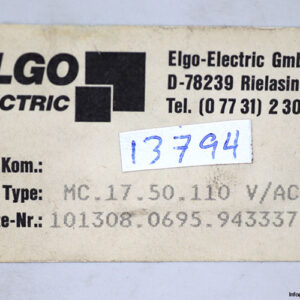 LGO
CTRIC
Elgo-Electric Gmb
D-78239 Rielasin
Tel. (0 77 31) 2 30
13794
Kom.:
Type: MC.17.50.110 V/AC
te-Nr.: 101308.0695.943337